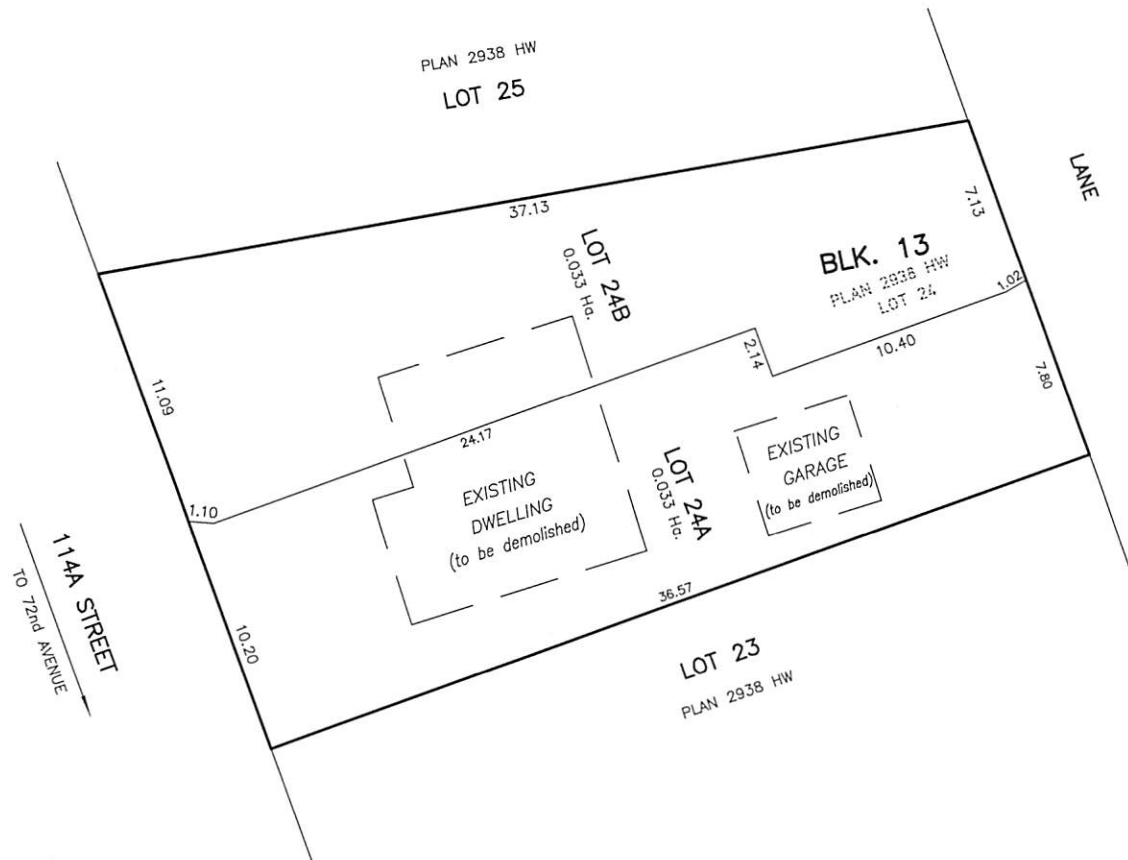 PLAN 2938 HW
LOT 25
LANE
37.13
7.13
LOT 24B
0.033 Ha.
BLK. 13
PLAN 2938 HW
LOT 24
1.02
11.09
2.14
10.40
7.80
24.17
EXISTING
DWELLING
(to be demolished)
LOT 24A
0.033 Ha.
EXISTING
GARAGE
(to be demolished)
1.10
114A STREET
TO 72nd AVENUE
10.20
36.57
LOT 23
PLAN 2938 HW